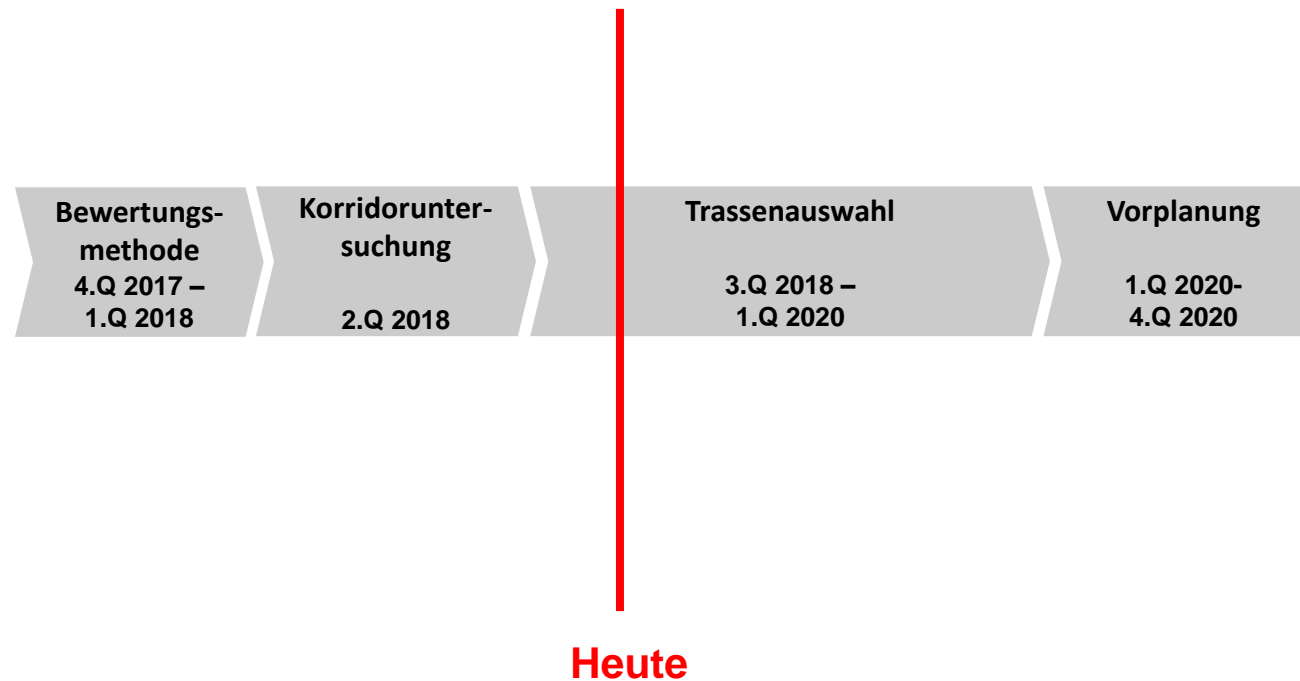 Bewertungs-
methode
4.Q 2017 –
1.Q 2018
Korridorunter-
suchung
2.Q 2018
Trassenauswahl
3.Q 2018 –
1.Q 2020
Vorplanung
1.Q 2020-
4.Q 2020
Heute